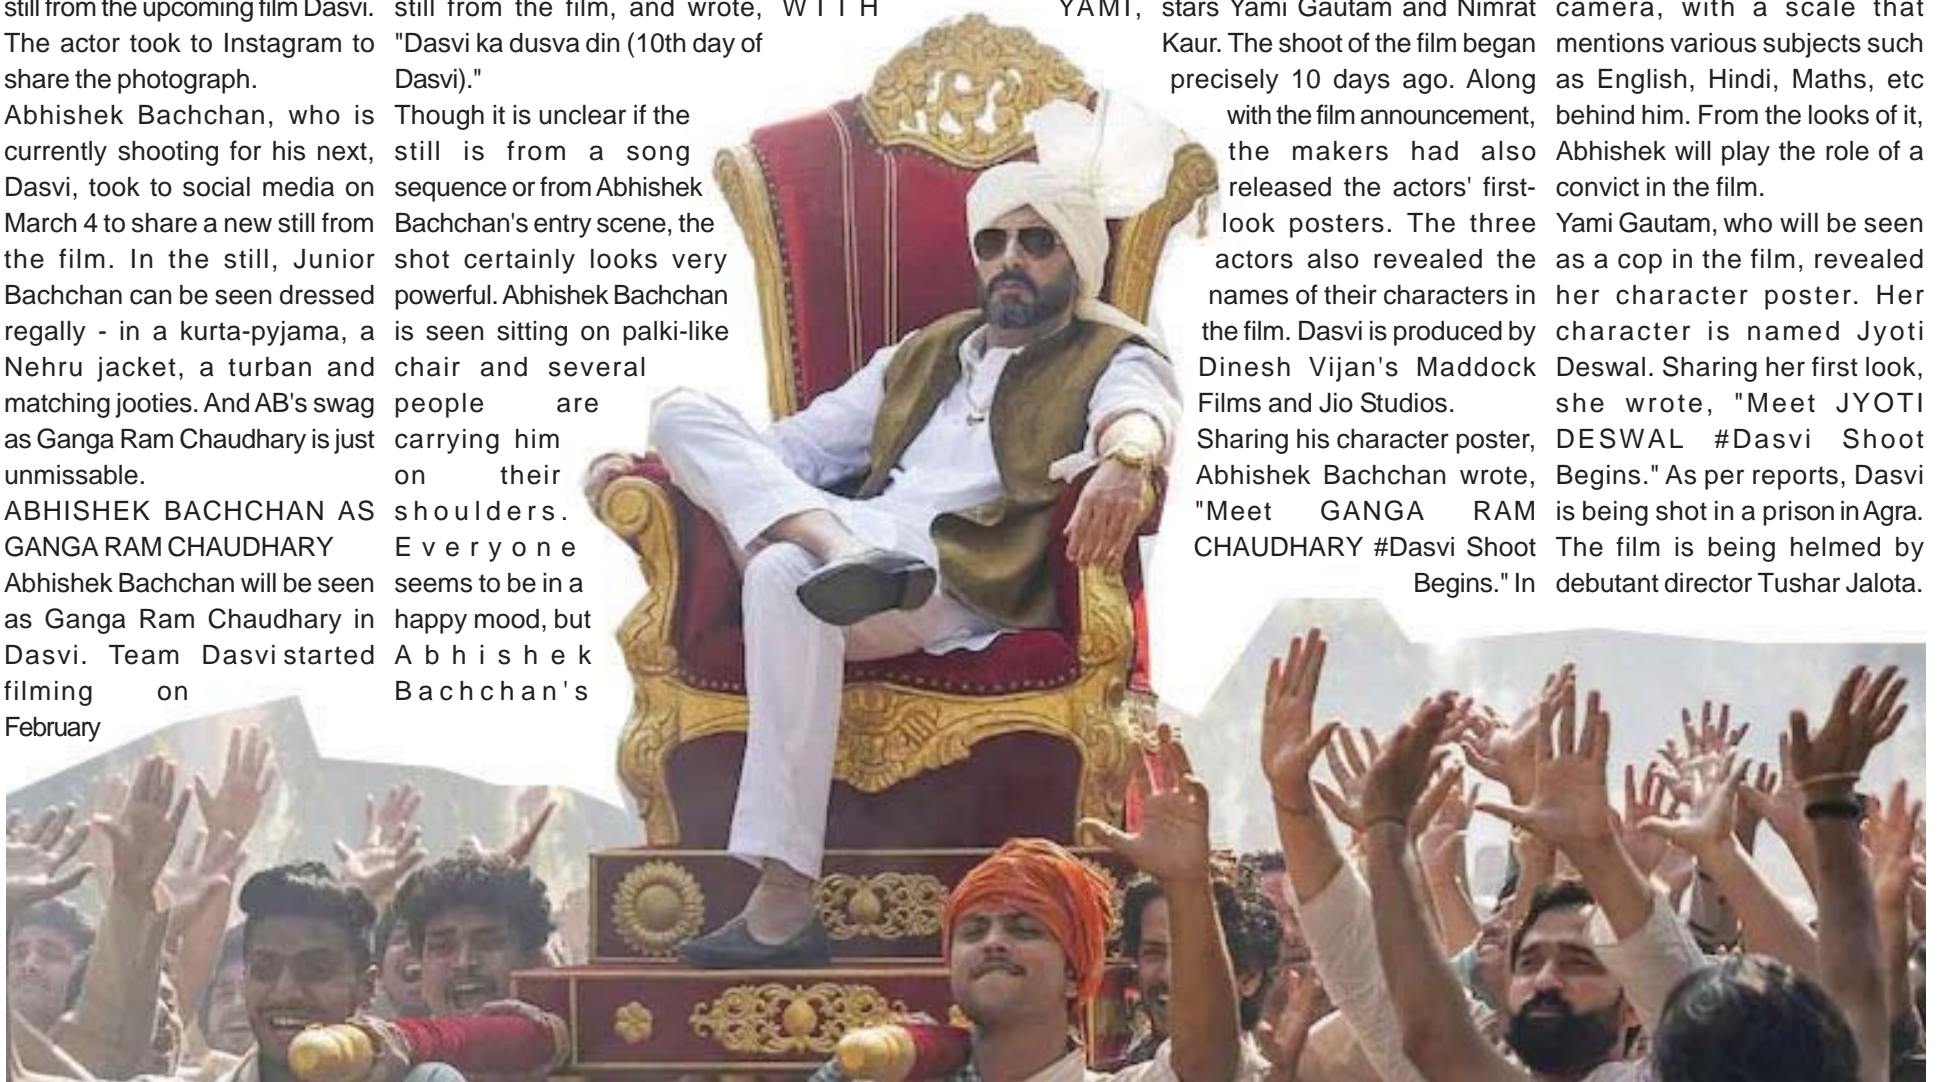 still from the upcoming film Dasvi.
The actor took to Instagram to
share the photograph.
Abhishek Bachchan, who is
currently shooting for his next,
Dasvi, took to social media on
March 4 to share a new still from
the film. In the still, Junior
Bachchan can be seen dressed
regally - in a kurta-pyjama, a
Nehru jacket, a turban and
matching jooties. And AB's swag
as Ganga Ram Chaudhary is just
unmissable.
ABHISHEK BACHCHAN AS
GANGA RAM CHAUDHARY
Abhishek Bachchan will be seen
as Ganga Ram Chaudhary in
Dasvi. Team Dasvi started
filming on
February
still from the film, and wrote,
"Dasvi ka dusva din (10th day of
Dasvi)."
Though it is unclear if the
still is from a song
sequence or from Abhishek
Bachchan's entry scene, the
shot certainly looks very
powerful. Abhishek Bachchan
is seen sitting on palki-like
chair and several
people are
carrying him
on their
shoulders.
Everyone
seems to be in a
happy mood, but
Abhishek
Bachchan's
WITH YAMI,
stars Yami Gautam and Nimrat
Kaur. The shoot of the film began
precisely 10 days ago. Along
with the film announcement,
the makers had also
released the actors' first-
look posters. The three
actors also revealed the
names of their characters in
the film. Dasvi is produced by
Dinesh Vijan's Maddock
Films and Jio Studios.
Sharing his character poster,
Abhishek Bachchan wrote,
"Meet GANGA RAM
CHAUDHARY #Dasvi Shoot
Begins." In
camera, with a scale that
mentions various subjects such
as English, Hindi, Maths, etc
behind him. From the looks of it,
Abhishek will play the role of a
convict in the film.
Yami Gautam, who will be seen
as a cop in the film, revealed
her character poster. Her
character is named Jyoti
Deswal. Sharing her first look,
she wrote, "Meet JYOTI
DESWAL #Dasvi Shoot
Begins." As per reports, Dasvi
is being shot in a prison in Agra.
The film is being helmed by
debutant director Tushar Jalota.